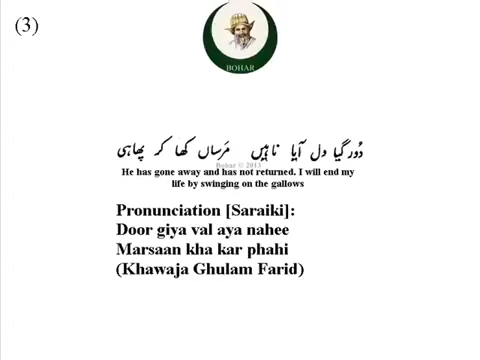 (3)
BOHAR
دُور گیا ول آیا ناہیں مَرساں کھا کر پھاہی
Bohar © 2013
He has gone away and has not returned. I will end my
life by swinging on the gallows
Pronunciation [Saraiki]:
Door giya val aya nahee
Marsaan kha kar phahi
(Khawaja Ghulam Farid)